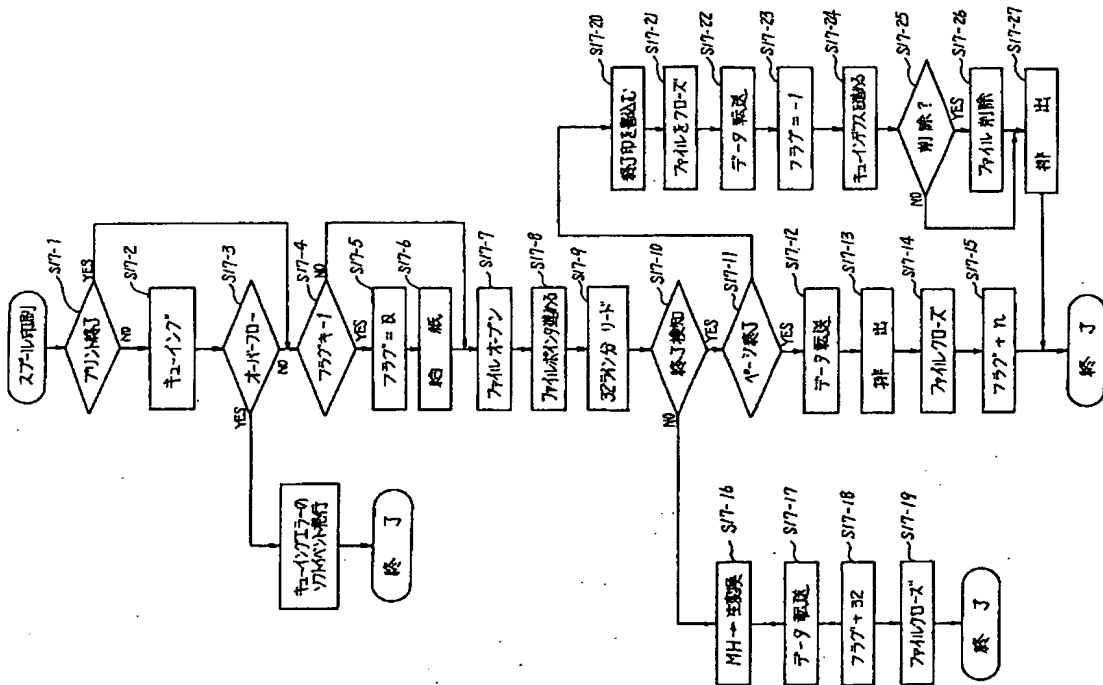 スプール印刷
プリント終了
S17-1
YES
NO
キューイング
S17-2
オーバーフロー
S17-3
YES
NO
キューイングエラーの
ソフトイベント発行
終 了
フラグキー1
S17-4
NO
YES
S17-5
給 紙
S17-6
ファイルオープン
S17-7
ファイルポインタ進める
S17-8
32ライン分 リード
S17-9
終了検知
S17-10
NO
YES
ページ終了
S17-11
YES
データ転送
S17-12
排 出
S17-13
ファイルクローズ
S17-14
フラグ+n
S17-15
終 了
MH→生変換
S17-16
データ転送
S17-17
フラグ+32
S17-18
ファイルクローズ
S17-19
終 了
終了印を書込む
S17-20
ファイルをクローズ
S17-21
データ転送
S17-22
フラグ=-1
S17-23
キューインデクスを進める
S17-24
削除?
S17-25
NO
YES
ファイル削除
S17-26
排 出
S17-27